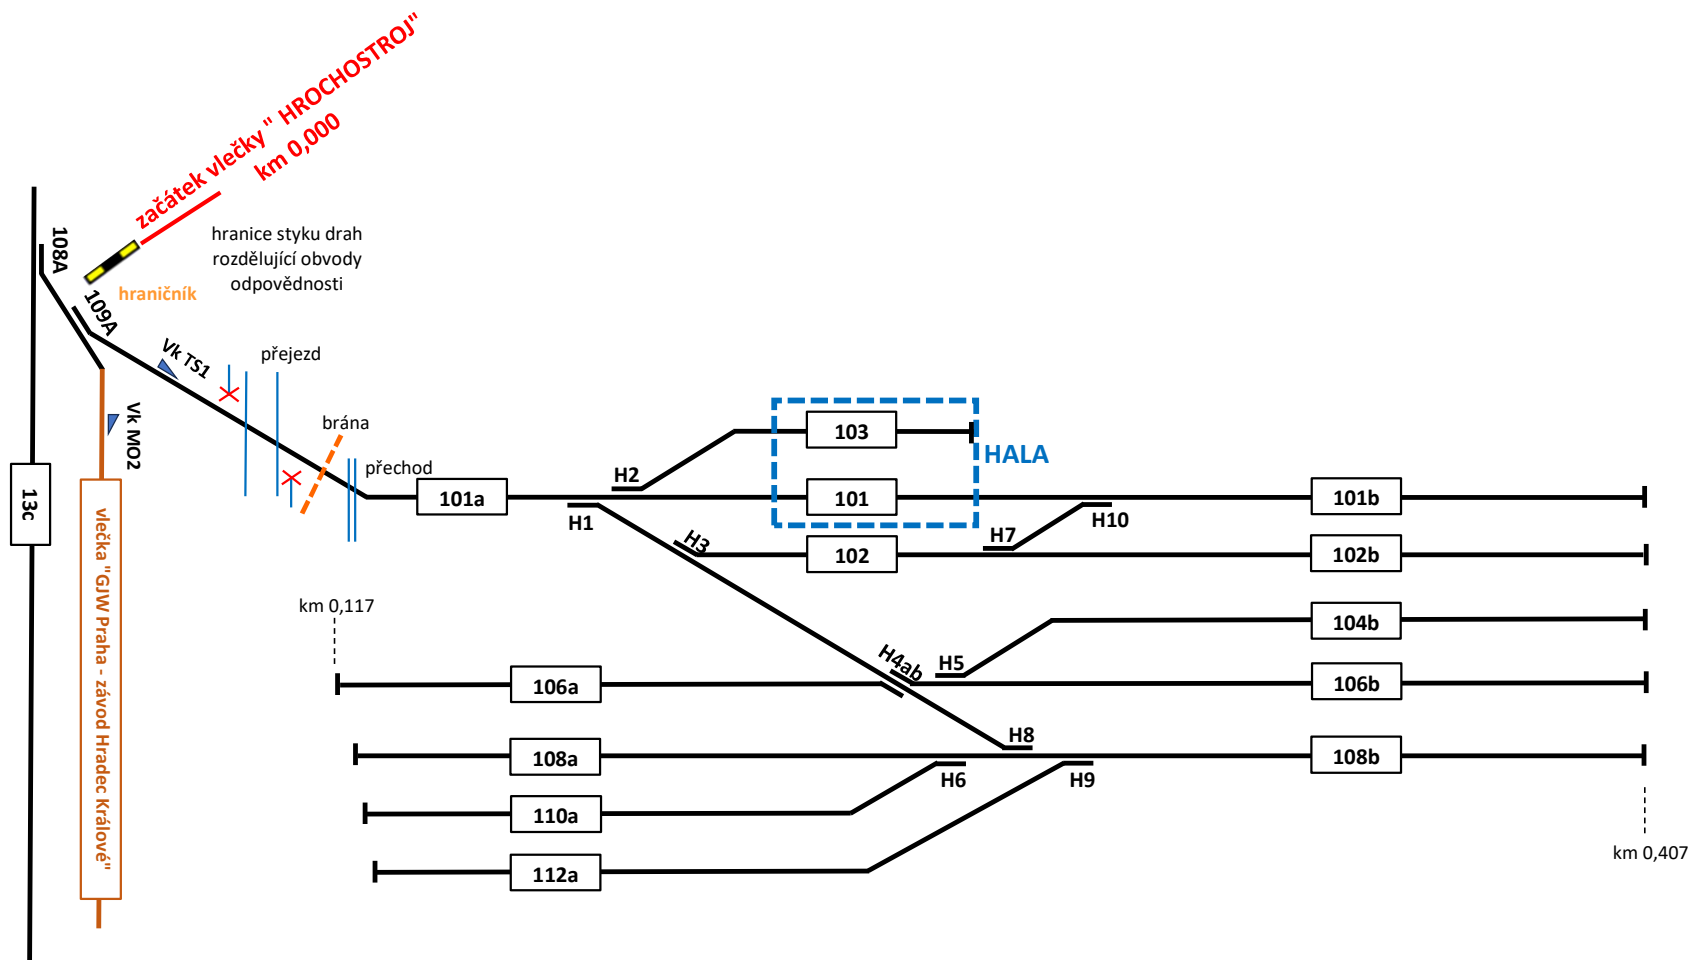 začátek vlečky " HROCHOSTROJ"
km 0,000
hranice styku drah
rozdělující obvody
odpovědnosti
108A
hraničník
109A
Vk TS1
přejezd
Vk MO2
brána
přechod
103
HALA
H2
13c
101a
101
101b
H1
H10
H7
H3
102
102b
vlečka "GJW Praha - závod Hradec Králové"
km 0,117
104b
H4ab
H5
106a
106b
H8
108a
108b
H6
H9
110a
km 0,407
112a